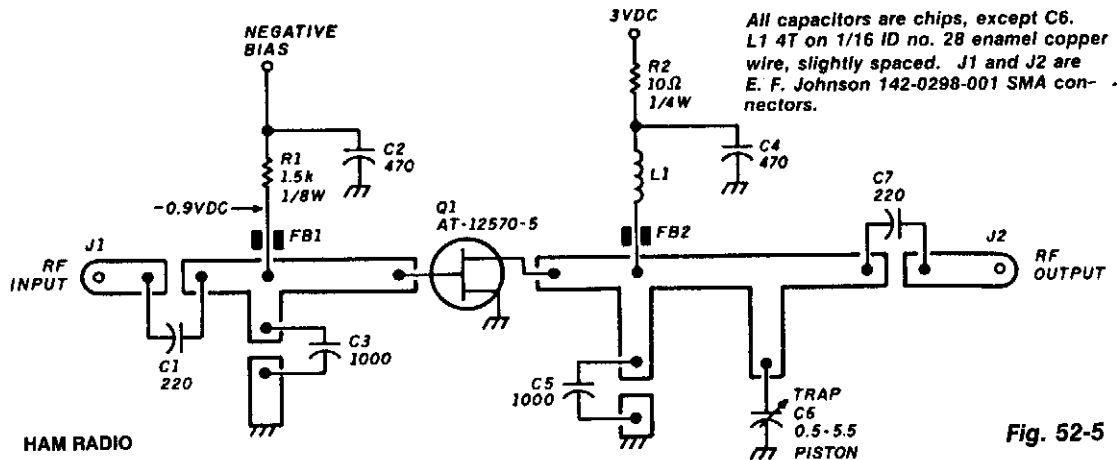 NEGATIVE
BIAS
3VDC
All capacitors are chips, except C6.
L1 4T on 1/16 ID no. 28 enamel copper
wire, slightly spaced. J1 and J2 are
E. F. Johnson 142-0298-001 SMA con-
nectors.
R2
10Ω
1/4W
R1
1.5k
1/8W
C2
470
L1
C4
470
-0.9VDC
Q1
AT-12570-5
C7
220
J1
FB1
FB2
J2
RF
INPUT
RF
OUTPUT
C1
220
C3
1000
C5
1000
TRAP
C6
0.5-5.5
PISTON
HAM RADIO
Fig. 52-5